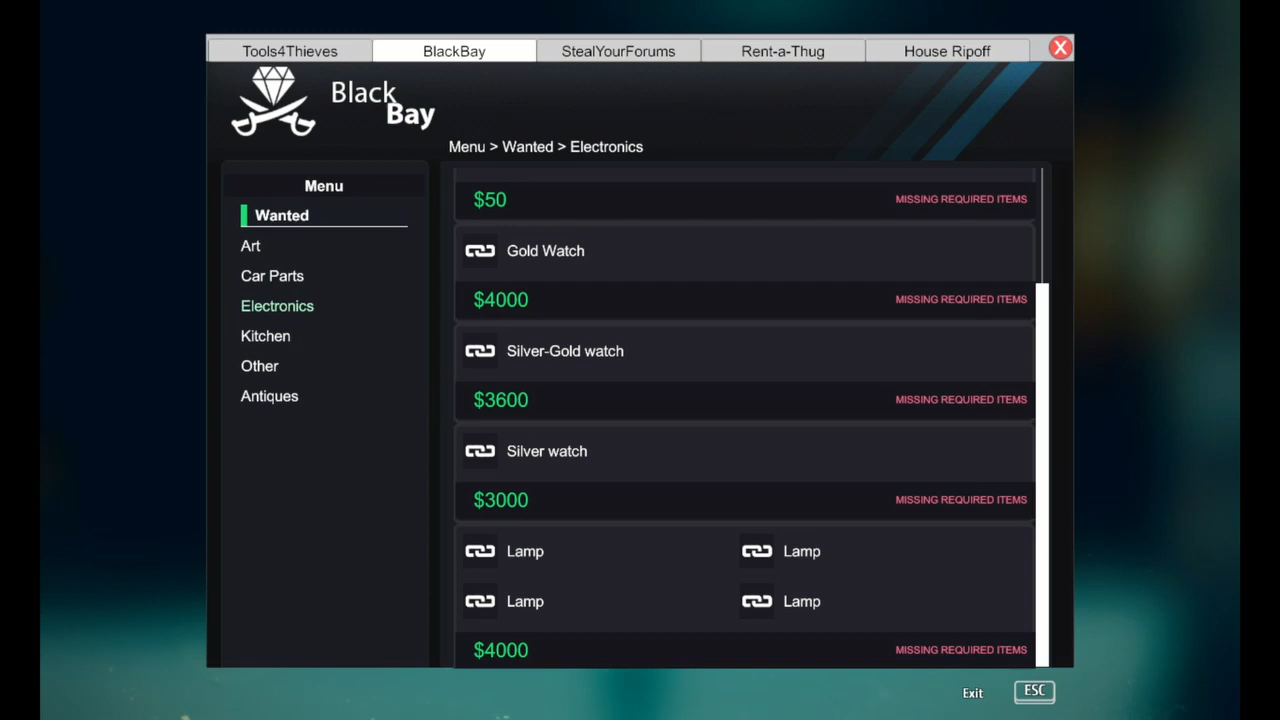 Tools4Thieves BlackBay StealYourForums Rent-a-Thug House Ripoff X
Black
Bay
Menu > Wanted > Electronics
Menu
Wanted
Art
Car Parts
Electronics
Kitchen
Other
Antiques
$50 MISSING REQUIRED ITEMS
Gold Watch
$4000 MISSING REQUIRED ITEMS
Silver-Gold watch
$3600 MISSING REQUIRED ITEMS
Silver watch
$3000 MISSING REQUIRED ITEMS
Lamp Lamp
Lamp Lamp
$4000 MISSING REQUIRED ITEMS
Exit ESC